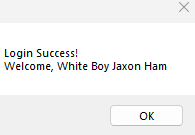 Login Success!
Welcome, White Boy Jaxon Ham
OK